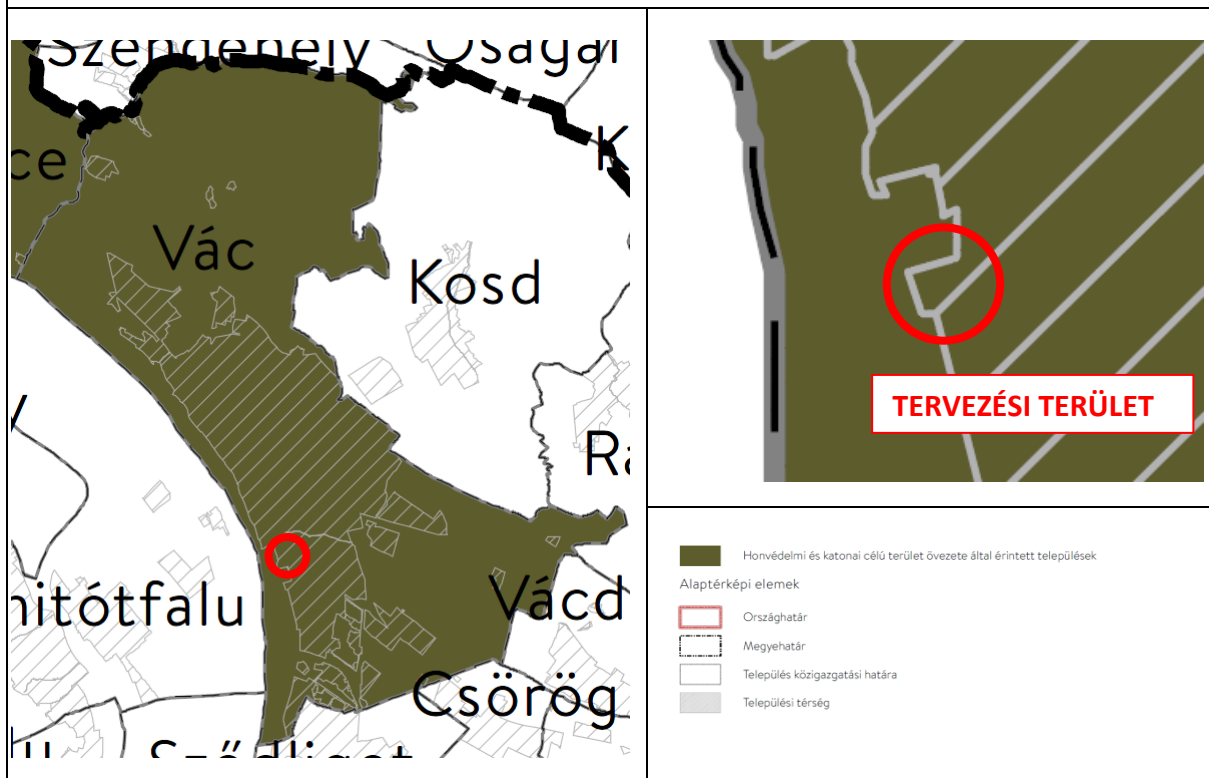 Szendehely
Vác
Kosd
Vácd
Csörög
TERVEZÉSI TERÜLET
Honvédelmi és katonai célú terület övezete által érintett települések
Alaptérképi elemek
Országhatár
Megyehatár
Település közigazgatási határa
Települési térség